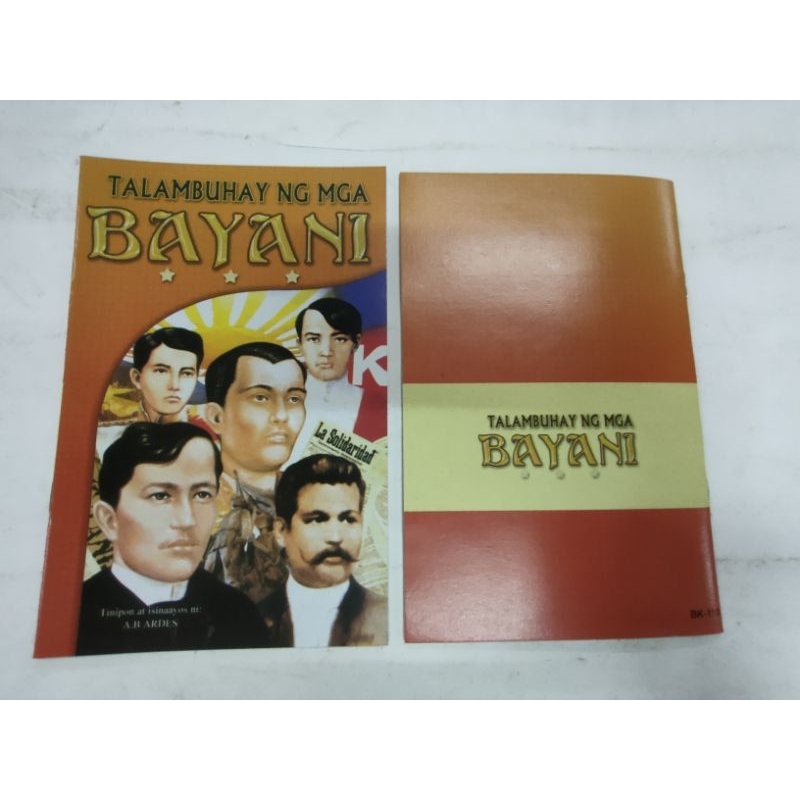 TALAMBUHAY NG MGA
BAYANI
K
La Solidaridad
Tinipon at isinaayos ni:
A.B ARDES
TALAMBUHAY NG MGA
BAYANI